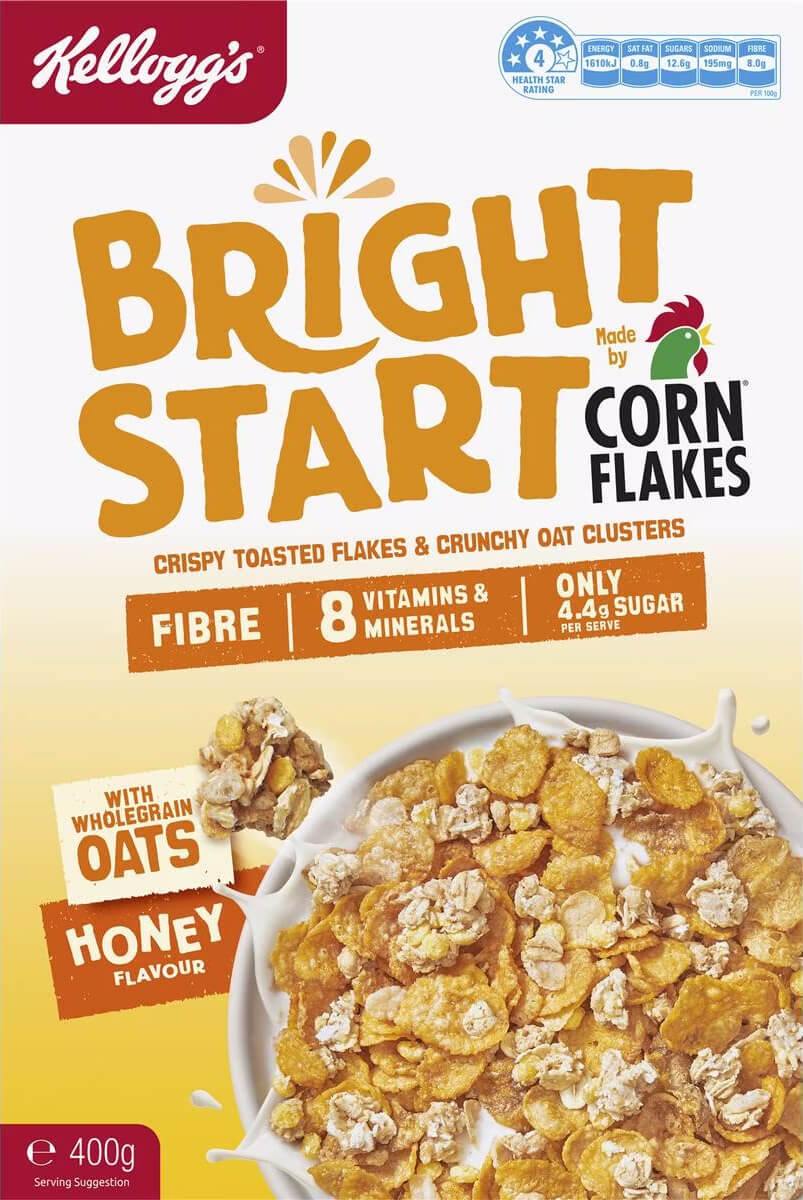 Kellogg's®
4
HEALTH STAR
RATING
ENERGY
1610kJ
SAT FAT
0.8g
SUGARS
12.6g
SODIUM
195mg
FIBRE
8.0g
PER 100g
BRIGHT
START
Made
by
CORN®
FLAKES
CRISPY TOASTED FLAKES & CRUNCHY OAT CLUSTERS
FIBRE
8 VITAMINS &
MINERALS
ONLY
4.4g SUGAR
PER SERVE
WITH
WHOLEGRAIN
OATS
HONEY
FLAVOUR
℮ 400g
Serving Suggestion